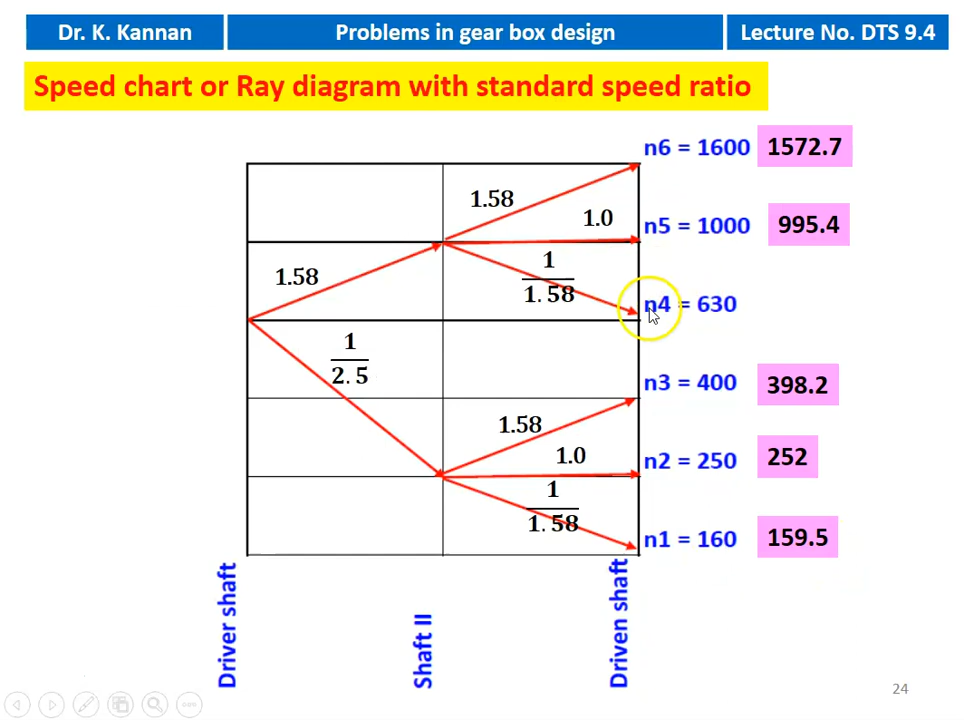 Dr. K. Kannan
Problems in gear box design
Lecture No. DTS 9.4
Speed chart or Ray diagram with standard speed ratio
n6 = 1600
1572.7
1.58
1.0
n5 = 1000
995.4
1.58
1
1. 58
n4 = 630
1
2. 5
n3 = 400
398.2
1.58
1.0
n2 = 250
252
1
1. 58
n1 = 160
159.5
Driver shaft
Shaft II
Driven shaft
24